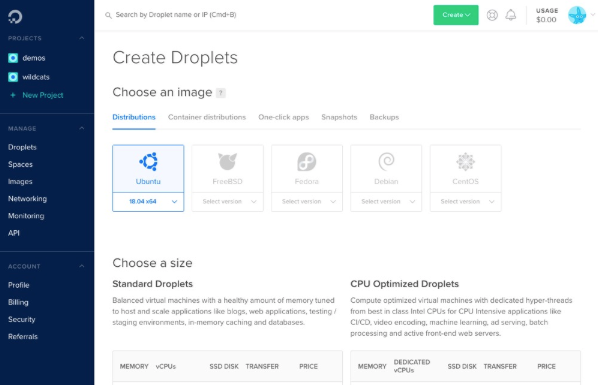 Search by Droplet name or IP (Cmd+B)
Create
USAGE
$0.00
PROJECTS
demos
wildcats
+ New Project
MANAGE
Droplets
Spaces
Images
Networking
Monitoring
API
ACCOUNT
Profile
Billing
Security
Referrals
Create Droplets
Choose an image ?
Distributions Container distributions One-click apps Snapshots Backups
Ubuntu FreeBSD Fedora Debian CentOS
18.04 x64 Select version Select version Select version Select version
Choose a size
Standard Droplets
Balanced virtual machines with a healthy amount of memory tuned
to host and scale applications like blogs, web applications, testing /
staging environments, in-memory caching and databases.
MEMORY vCPUs SSD DISK TRANSFER PRICE
CPU Optimized Droplets
Compute optimized virtual machines with dedicated hyper-threads
from best in class Intel CPUs for CPU Intensive applications like
CI/CD, video encoding, machine learning, ad serving, batch
processing and active front-end web servers.
MEMORY DEDICATED vCPUs SSD DISK TRANSFER PRICE